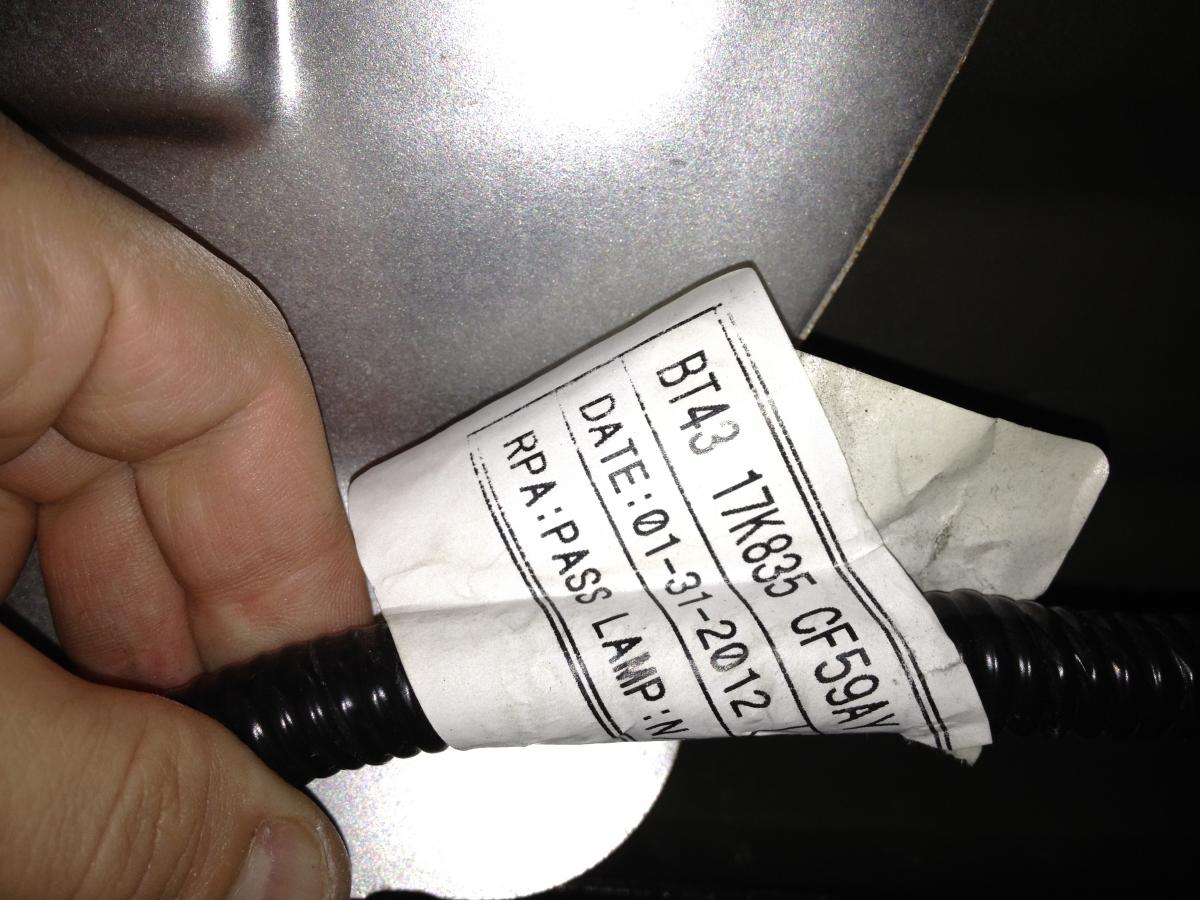 BT43 17K835 CF59AY
DATE:01-31-2012
RPA:PASS LAMP:N